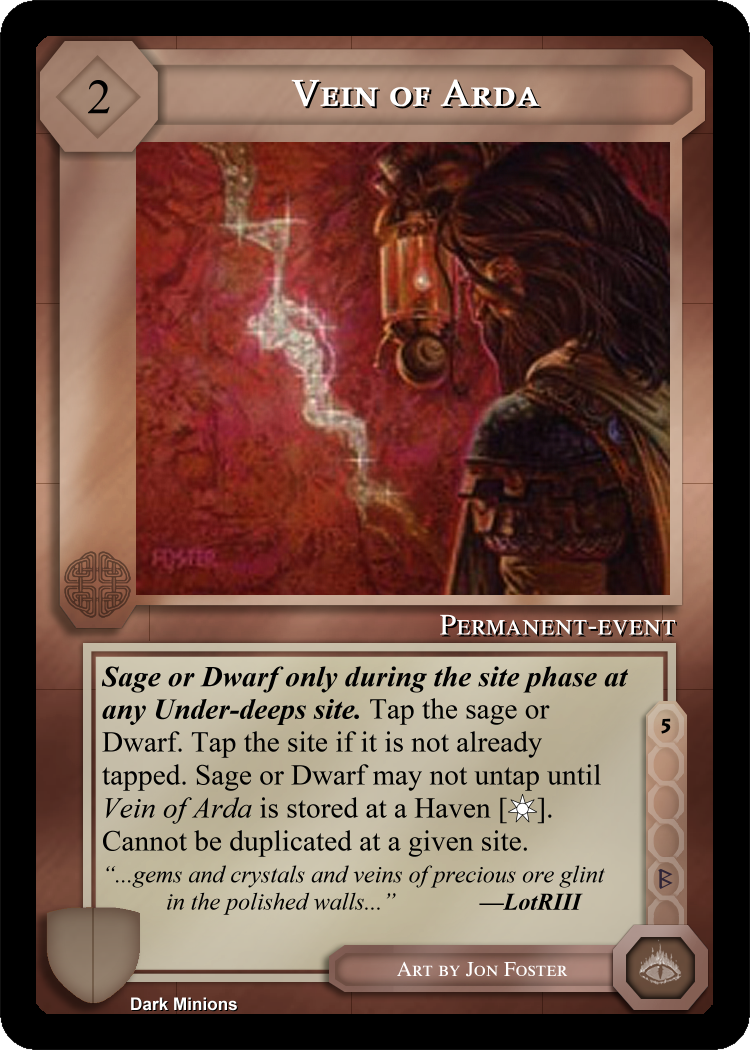 2
Vein of Arda
FOSTER
Permanent-event
Sage or Dwarf only during the site phase at
any Under-deeps site. Tap the sage or
Dwarf. Tap the site if it is not already
tapped. Sage or Dwarf may not untap until
Vein of Arda is stored at a Haven [☼].
Cannot be duplicated at a given site.
“...gems and crystals and veins of precious ore glint
in the polished walls...” —LotRIII
5
B
Art by Jon Foster
Dark Minions